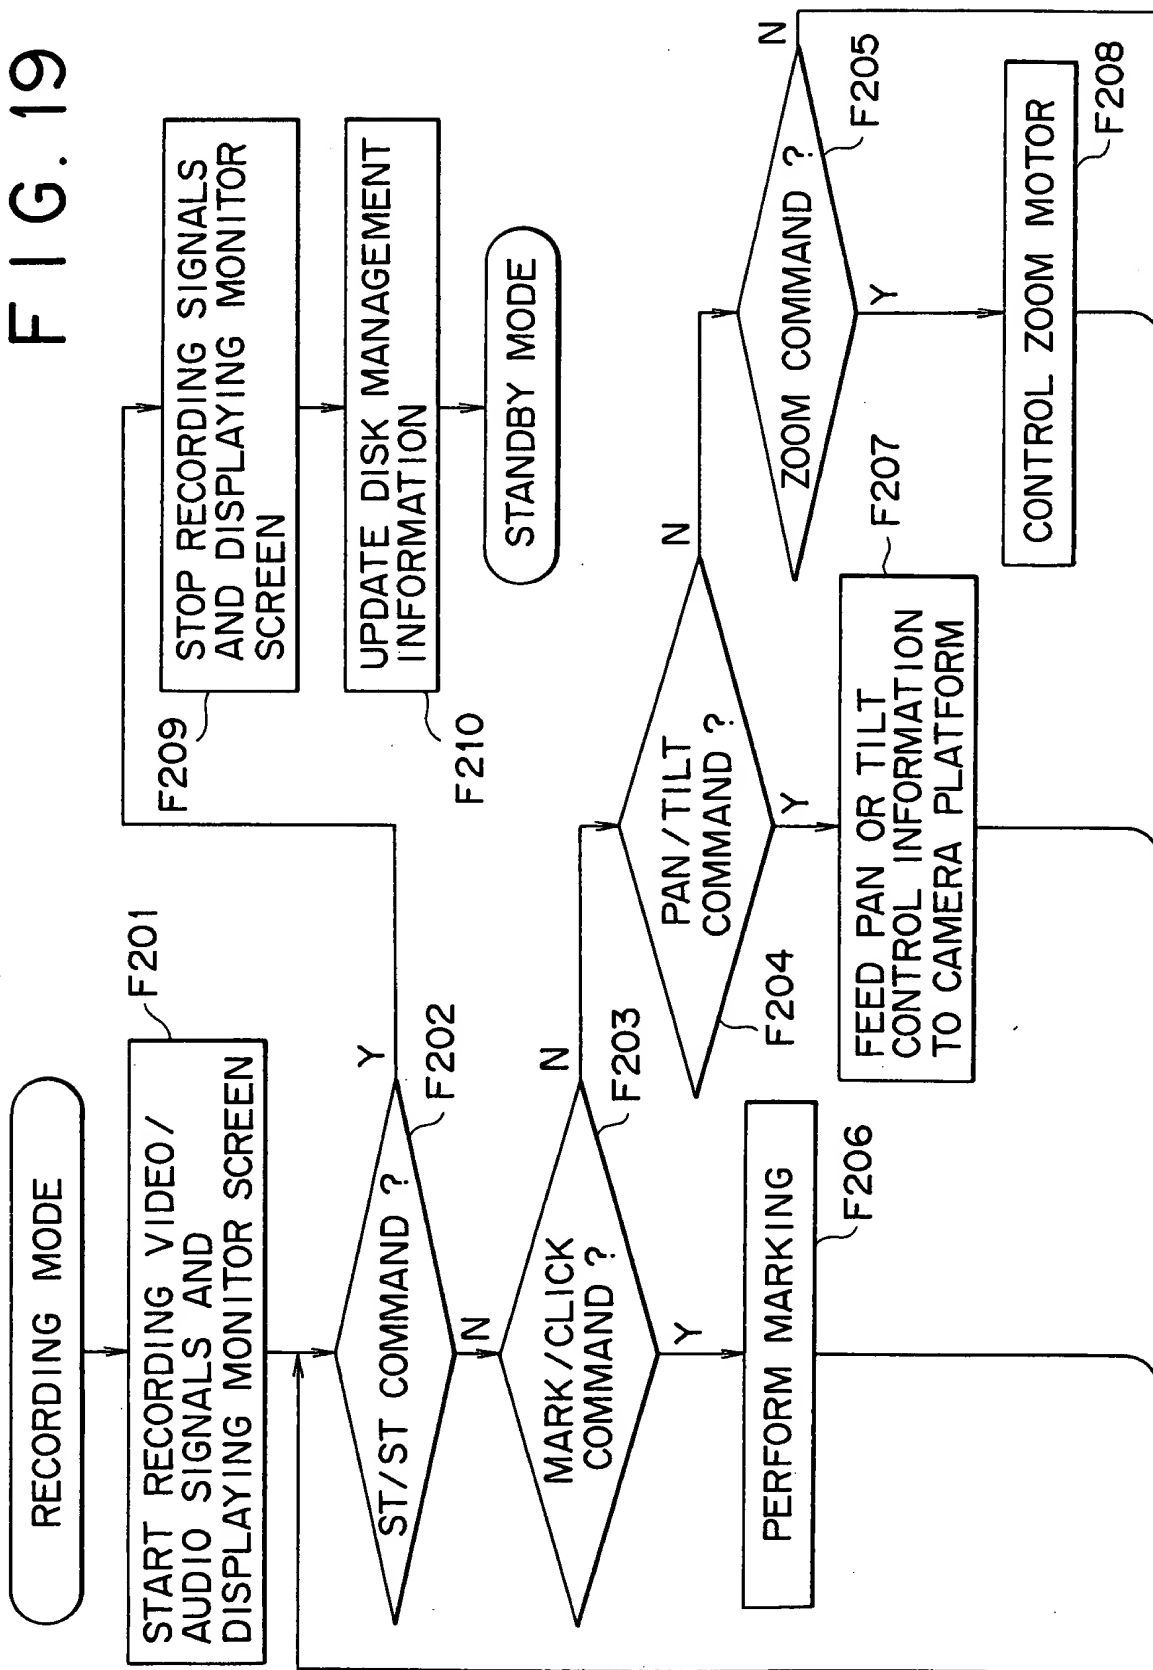 FIG. 19
RECORDING MODE
START RECORDING VIDEO/
AUDIO SIGNALS AND
DISPLAYING MONITOR SCREEN
F201
ST/ST COMMAND ?
F202
Y
N
MARK/CLICK
COMMAND ?
F203
N
Y
PERFORM MARKING
F206
PAN/TILT
COMMAND ?
F204
N
Y
FEED PAN OR TILT
CONTROL INFORMATION
TO CAMERA PLATFORM
F207
ZOOM COMMAND ?
F205
N
Y
CONTROL ZOOM MOTOR
F208
STOP RECORDING SIGNALS
AND DISPLAYING MONITOR
SCREEN
F209
UPDATE DISK MANAGEMENT
INFORMATION
F210
STANDBY MODE